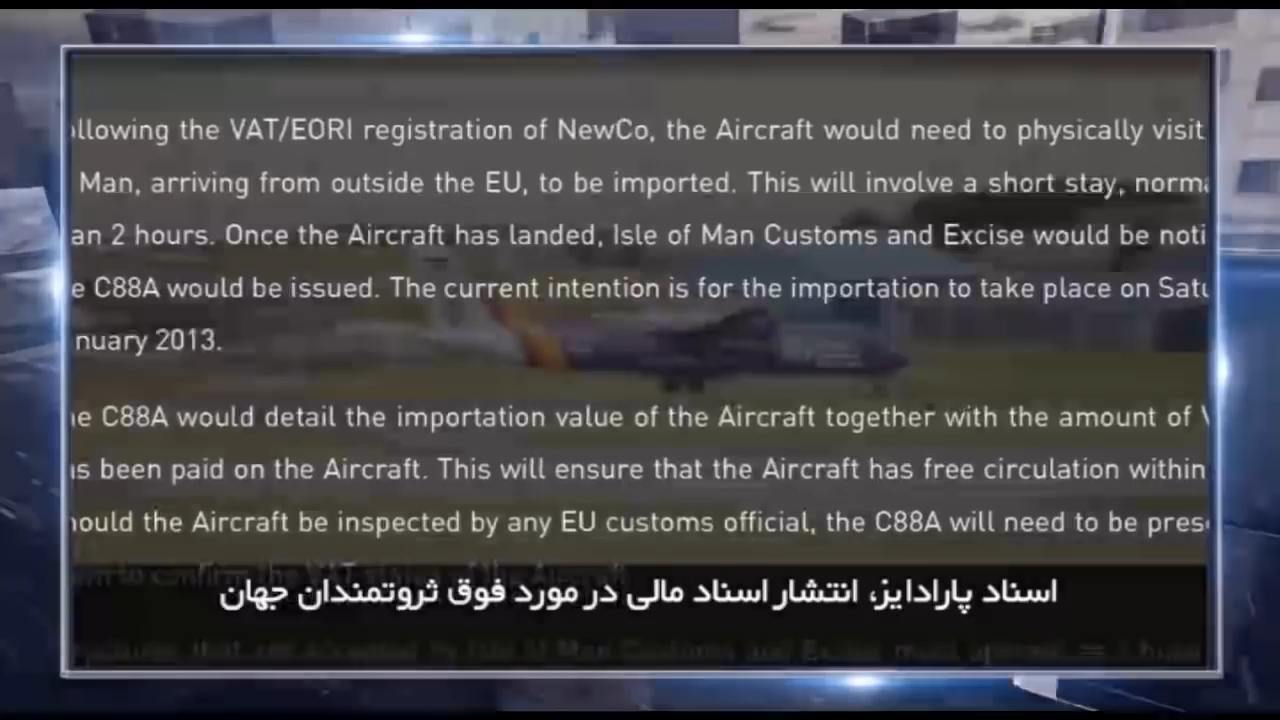 llowing the VAT/EORI registration of NewCo, the Aircraft would need to physically visit
Man, arriving from outside the EU, to be imported. This will involve a short stay, norma
an 2 hours. Once the Aircraft has landed, Isle of Man Customs and Excise would be noti
e C88A would be issued. The current intention is for the importation to take place on Satu
nuary 2013.
e C88A would detail the importation value of the Aircraft together with the amount of V
s been paid on the Aircraft. This will ensure that the Aircraft has free circulation within
ould the Aircraft be inspected by any EU customs official, the C88A will need to be pres
اسناد پارادایز، انتشار اسناد مالی در مورد فوق ثروتمندان جهان